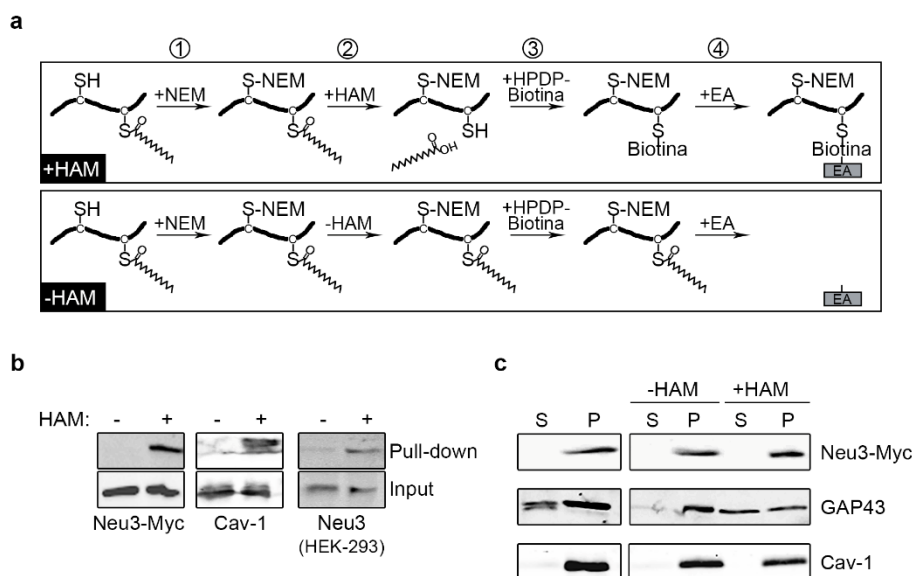 a
① ② ③ ④
SH S-NEM S-NEM +HPDP- S-NEM S-NEM
+NEM +HAM Biotina +EA
C C C C C C C C C C
S O S O SH S S
O OH Biotina Biotina
+HAM EA
SH S-NEM S-NEM +HPDP- S-NEM
+NEM -HAM Biotina +EA
C C C C C C C C
S O S O S O S O
-HAM EA
b
HAM: - + - + - +
Pull-down
Input
Neu3-Myc Cav-1 Neu3
(HEK-293)
c
-HAM +HAM
S P S P S P
Neu3-Myc
GAP43
Cav-1